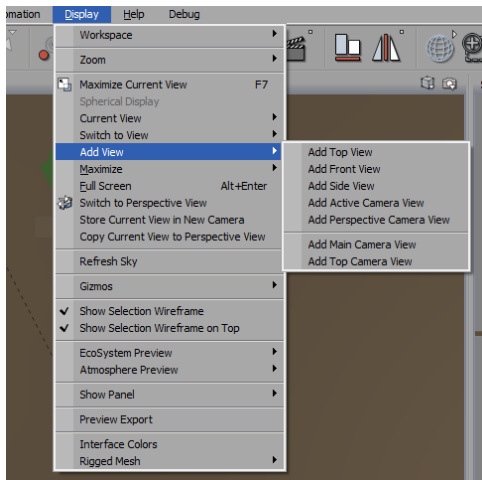 omation Display Help Debug
Workspace
Zoom
Maximize Current View F7
Spherical Display
Current View
Switch to View
Add View
Maximize
Full Screen Alt+Enter
Switch to Perspective View
Store Current View in New Camera
Copy Current View to Perspective View
Refresh Sky
Gizmos
Show Selection Wireframe
Show Selection Wireframe on Top
EcoSystem Preview
Atmosphere Preview
Show Panel
Preview Export
Interface Colors
Rigged Mesh
Add Top View
Add Front View
Add Side View
Add Active Camera View
Add Perspective Camera View
Add Main Camera View
Add Top Camera View